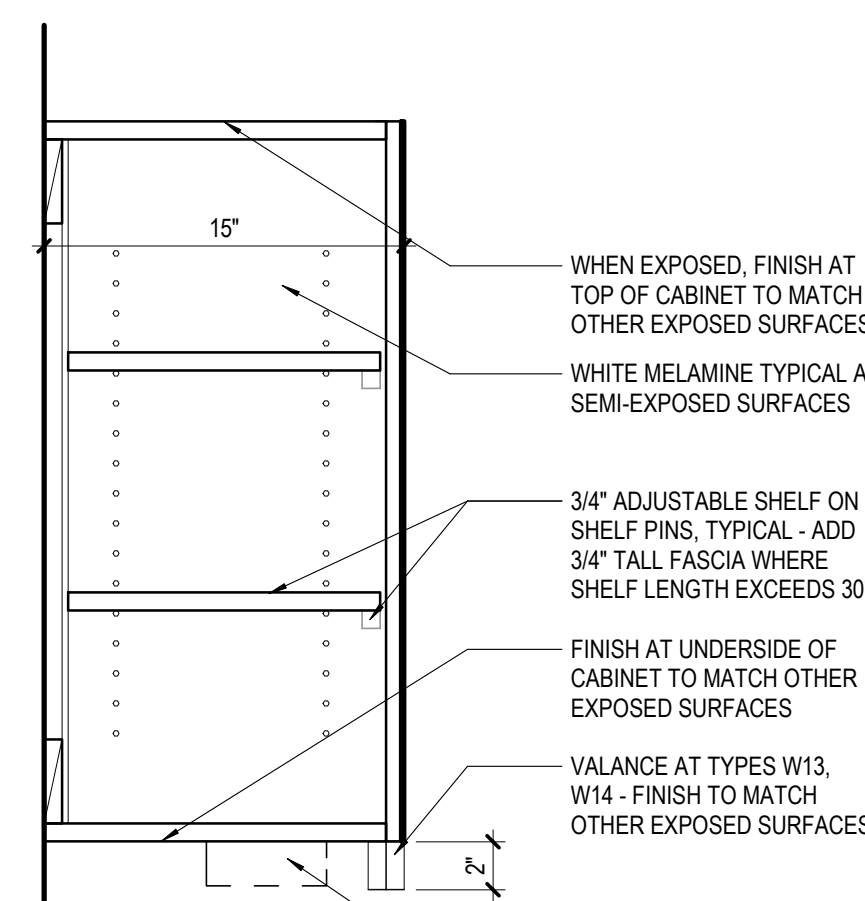 15"
WHEN EXPOSED, FINISH AT
TOP OF CABINET TO MATCH
OTHER EXPOSED SURFACES
WHITE MELAMINE TYPICAL
SEMI-EXPOSED SURFACES
3/4" ADJUSTABLE SHELF ON
SHELF PINS, TYPICAL - ADD
3/4" TALL FASCIA WHERE
SHELF LENGTH EXCEEDS 30
FINISH AT UNDERSIDE OF
CABINET TO MATCH OTHER
EXPOSED SURFACES
VALANCE AT TYPES W13,
W14 - FINISH TO MATCH
OTHER EXPOSED SURFACES
2"